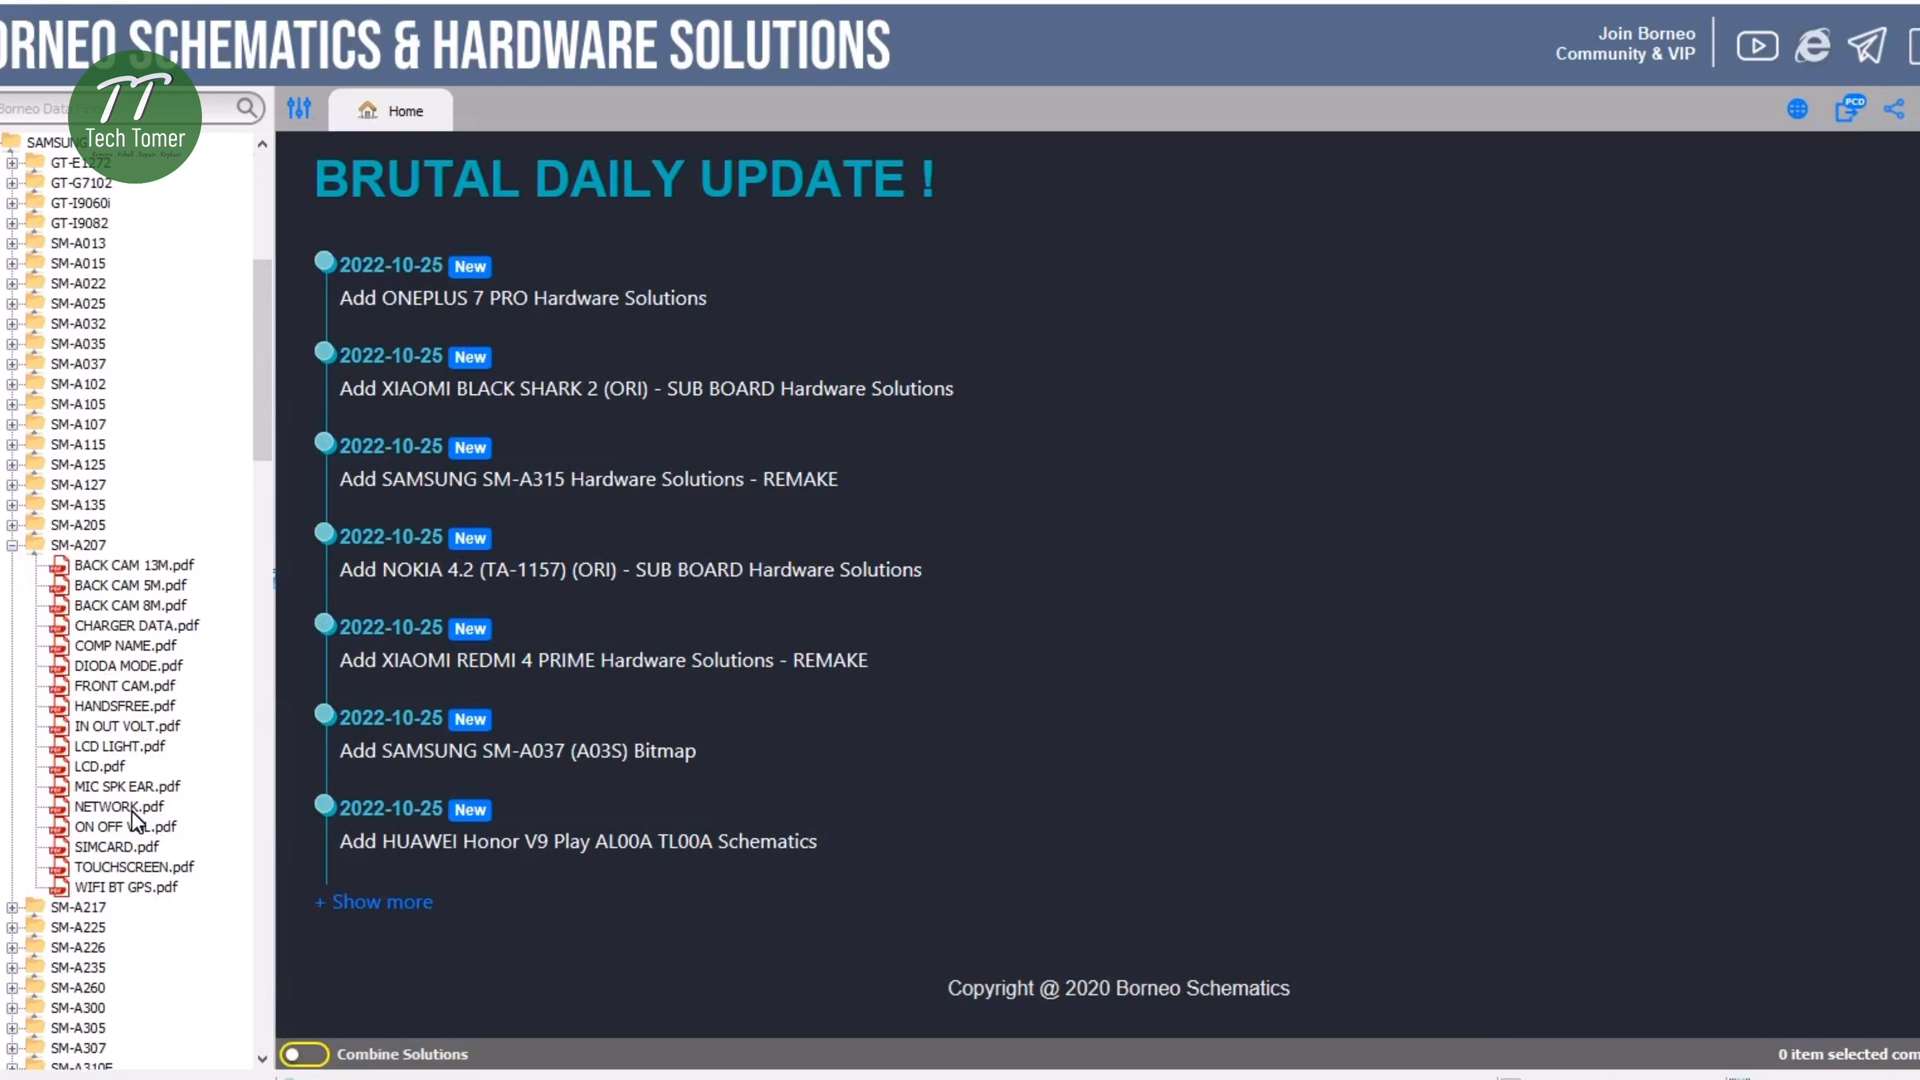 ORNEO SCHEMATICS & HARDWARE SOLUTIONS
Join Borneo
Community & VIP
Borneo Data
Tech Tomer
Home
PCD
SAMSUNG
GT-E1272
GT-G7102
GT-I9060i
GT-I9082
SM-A013
SM-A015
SM-A022
SM-A025
SM-A032
SM-A035
SM-A037
SM-A102
SM-A105
SM-A107
SM-A115
SM-A125
SM-A127
SM-A135
SM-A205
SM-A207
BACK CAM 13M.pdf
BACK CAM 5M.pdf
BACK CAM 8M.pdf
CHARGER DATA.pdf
COMP NAME.pdf
DIODA MODE.pdf
FRONT CAM.pdf
HANDSFREE.pdf
IN OUT VOLT.pdf
LCD LIGHT.pdf
LCD.pdf
MIC SPK EAR.pdf
NETWORK.pdf
ON OFF VOL.pdf
SIMCARD.pdf
TOUCHSCREEN.pdf
WIFI BT GPS.pdf
SM-A217
SM-A225
SM-A226
SM-A235
SM-A260
SM-A300
SM-A305
SM-A307
SM-A310F
BRUTAL DAILY UPDATE !
2022-10-25 New
Add ONEPLUS 7 PRO Hardware Solutions
2022-10-25 New
Add XIAOMI BLACK SHARK 2 (ORI) - SUB BOARD Hardware Solutions
2022-10-25 New
Add SAMSUNG SM-A315 Hardware Solutions - REMAKE
2022-10-25 New
Add NOKIA 4.2 (TA-1157) (ORI) - SUB BOARD Hardware Solutions
2022-10-25 New
Add XIAOMI REDMI 4 PRIME Hardware Solutions - REMAKE
2022-10-25 New
Add SAMSUNG SM-A037 (A03S) Bitmap
2022-10-25 New
Add HUAWEI Honor V9 Play AL00A TL00A Schematics
+ Show more
Copyright @ 2020 Borneo Schematics
Combine Solutions
0 item selected com